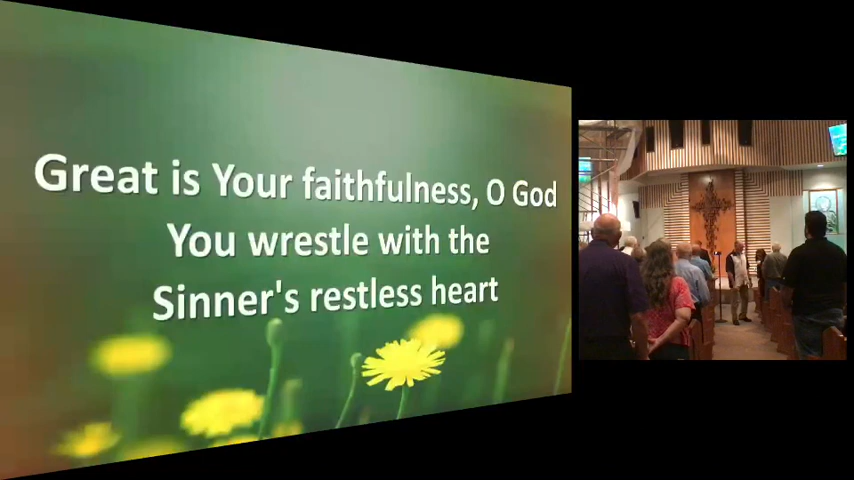 Great is Your faithfulness, O God
You wrestle with the
Sinner's restless heart